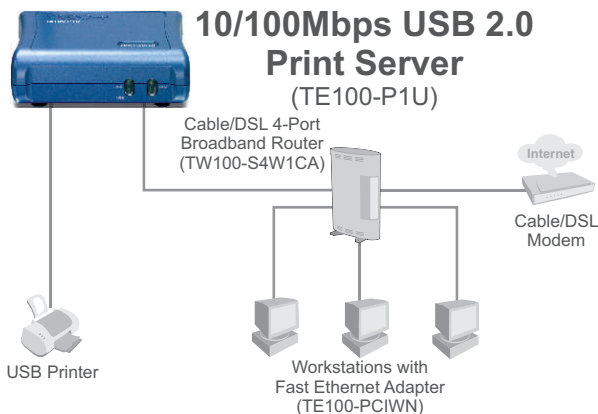 10/100Mbps USB 2.0
Print Server
(TE100-P1U)
Cable/DSL 4-Port
Broadband Router
(TW100-S4W1CA)
Internet
Cable/DSL
Modem
USB Printer
Workstations with
Fast Ethernet Adapter
(TE100-PCIWN)